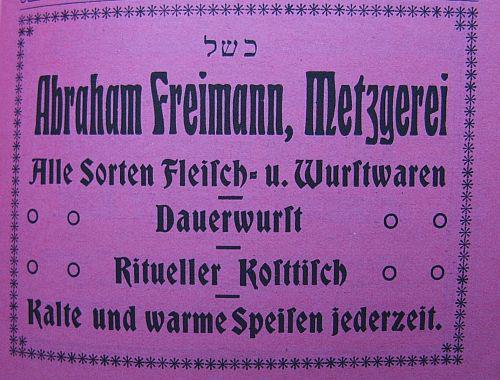 כשל
Abraham Freimann, Metzgerei
Alle Sorten Fleiſch- u. Wurſtwaren
Dauerwurſt
Ritueller Koſttiſch
Kalte und warme Speiſen jederzeit.